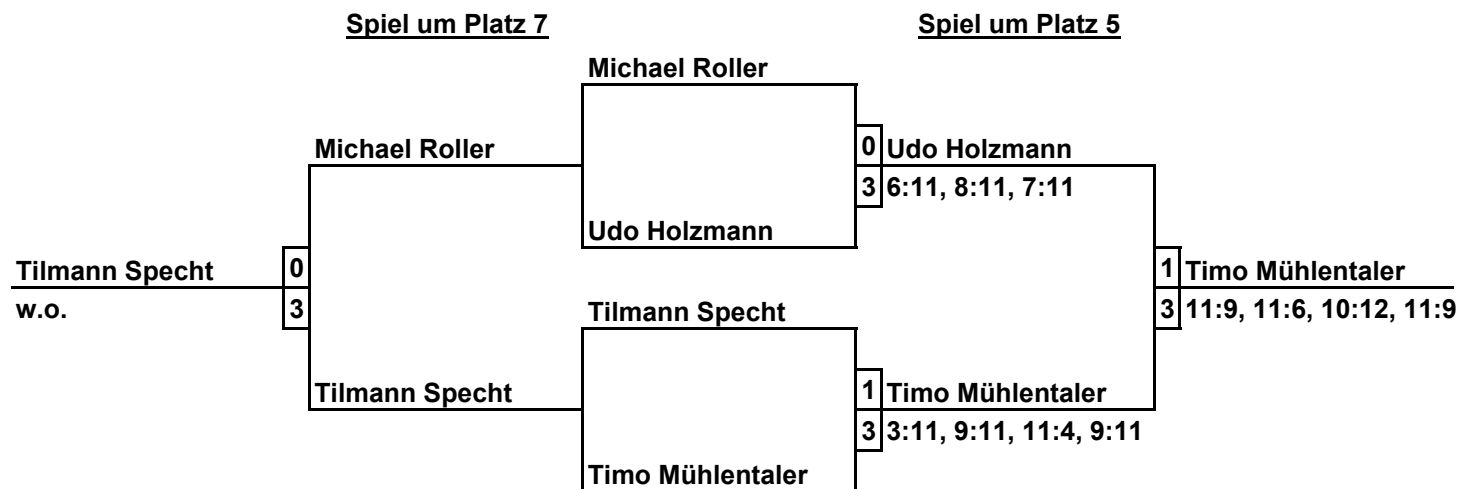 Spiel um Platz 7 Spiel um Platz 5
Michael Roller
Michael Roller 0 Udo Holzmann
3 6:11, 8:11, 7:11
Udo Holzmann
Tilmann Specht 0 1 Timo Mühlentaler
w.o. 3 Tilmann Specht 3 11:9, 11:6, 10:12, 11:9
Tilmann Specht 1 Timo Mühlentaler
3 3:11, 9:11, 11:4, 9:11
Timo Mühlentaler